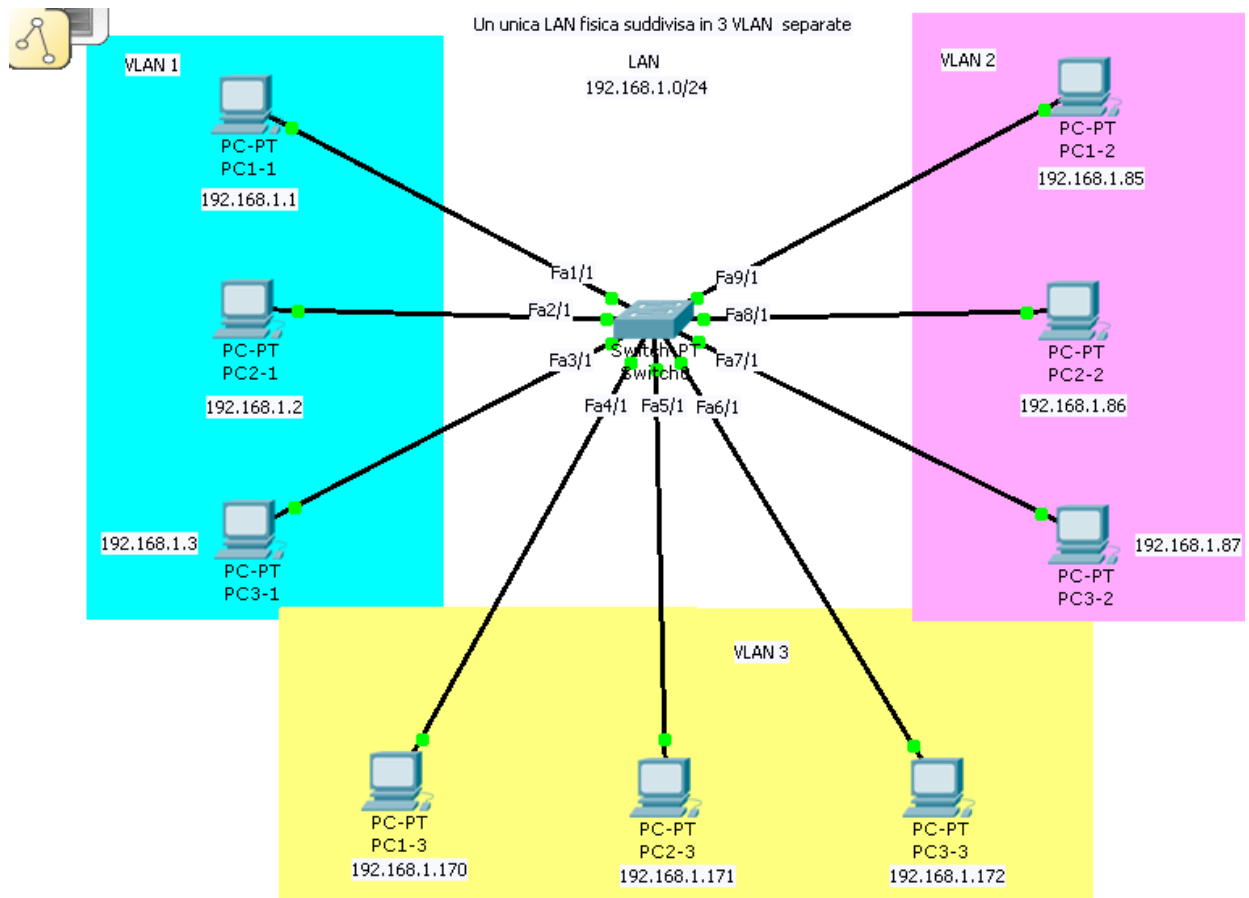 Un unica LAN fisica suddivisa in 3 VLAN separate
LAN
192.168.1.0/24
VLAN 1
PC-PT
PC1-1
192.168.1.1
PC-PT
PC2-1
192.168.1.2
192.168.1.3
PC-PT
PC3-1
VLAN 2
PC-PT
PC1-2
192.168.1.85
PC-PT
PC2-2
192.168.1.86
192.168.1.87
PC-PT
PC3-2
Fa1/1
Fa9/1
Fa2/1
Fa8/1
Fa3/1
Switch-PT
Switch0
Fa7/1
Fa4/1
Fa5/1
Fa6/1
VLAN 3
PC-PT
PC1-3
192.168.1.170
PC-PT
PC2-3
192.168.1.171
PC-PT
PC3-3
192.168.1.172